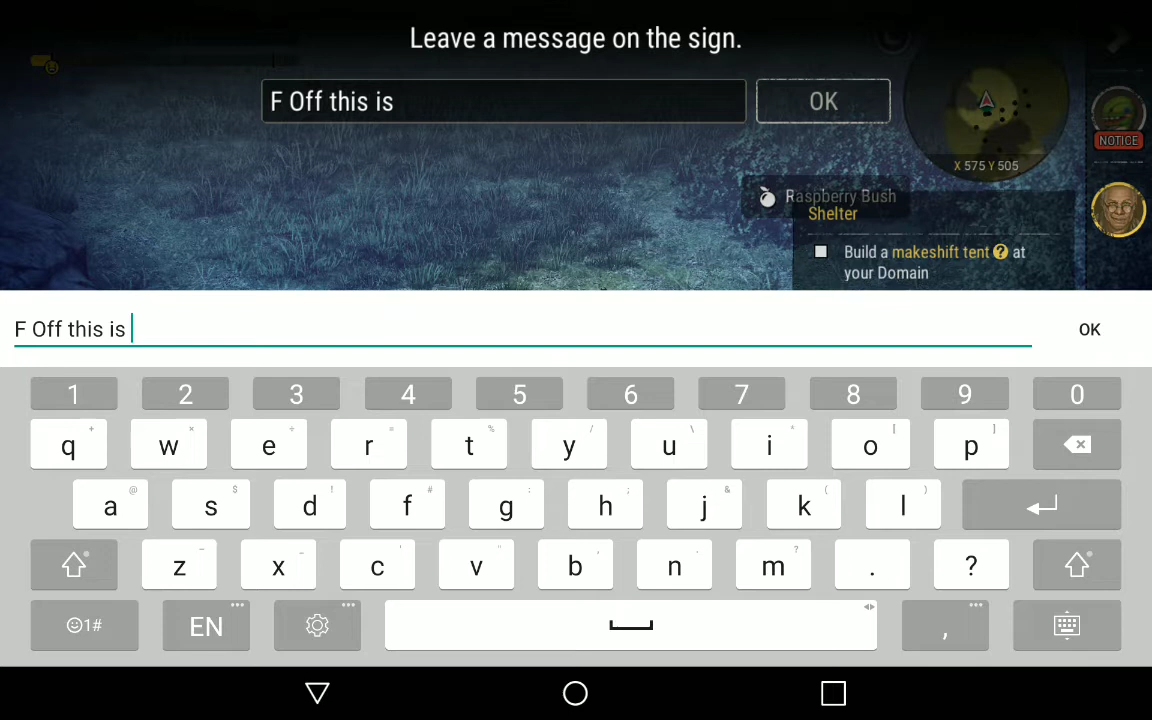 Leave a message on the sign.
F Off this is
OK
X 575 Y 505
NOTICE
Raspberry Bush
Shelter
Build a makeshift tent ? at
your Domain
F Off this is
OK
1 2 3 4 5 6 7 8 9 0
q + w × e ÷ r = t % y / u \ i * o [ p ]
a @ s $ d ! f # g : h ; j & k ( l )
z x c v b n m ? . ?
1# EN ,